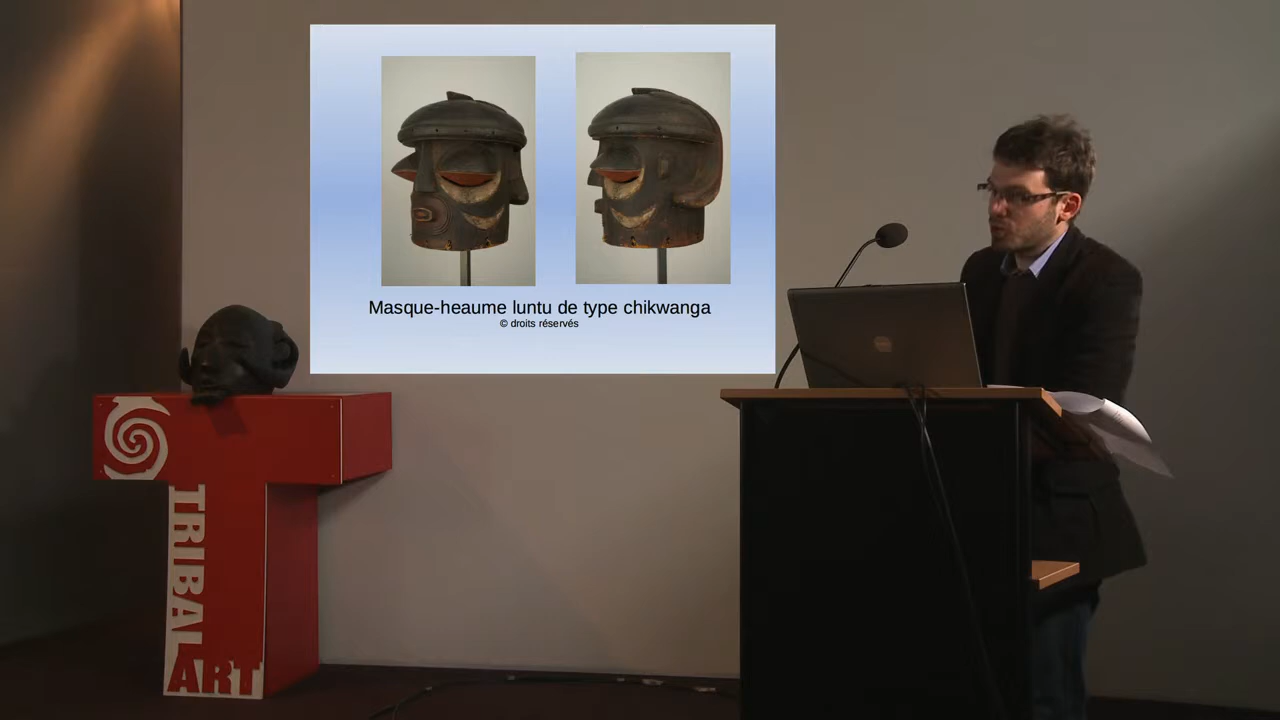 Masque-heaume luntu de type chikwanga
© droits réservés
TRIBAL
ART